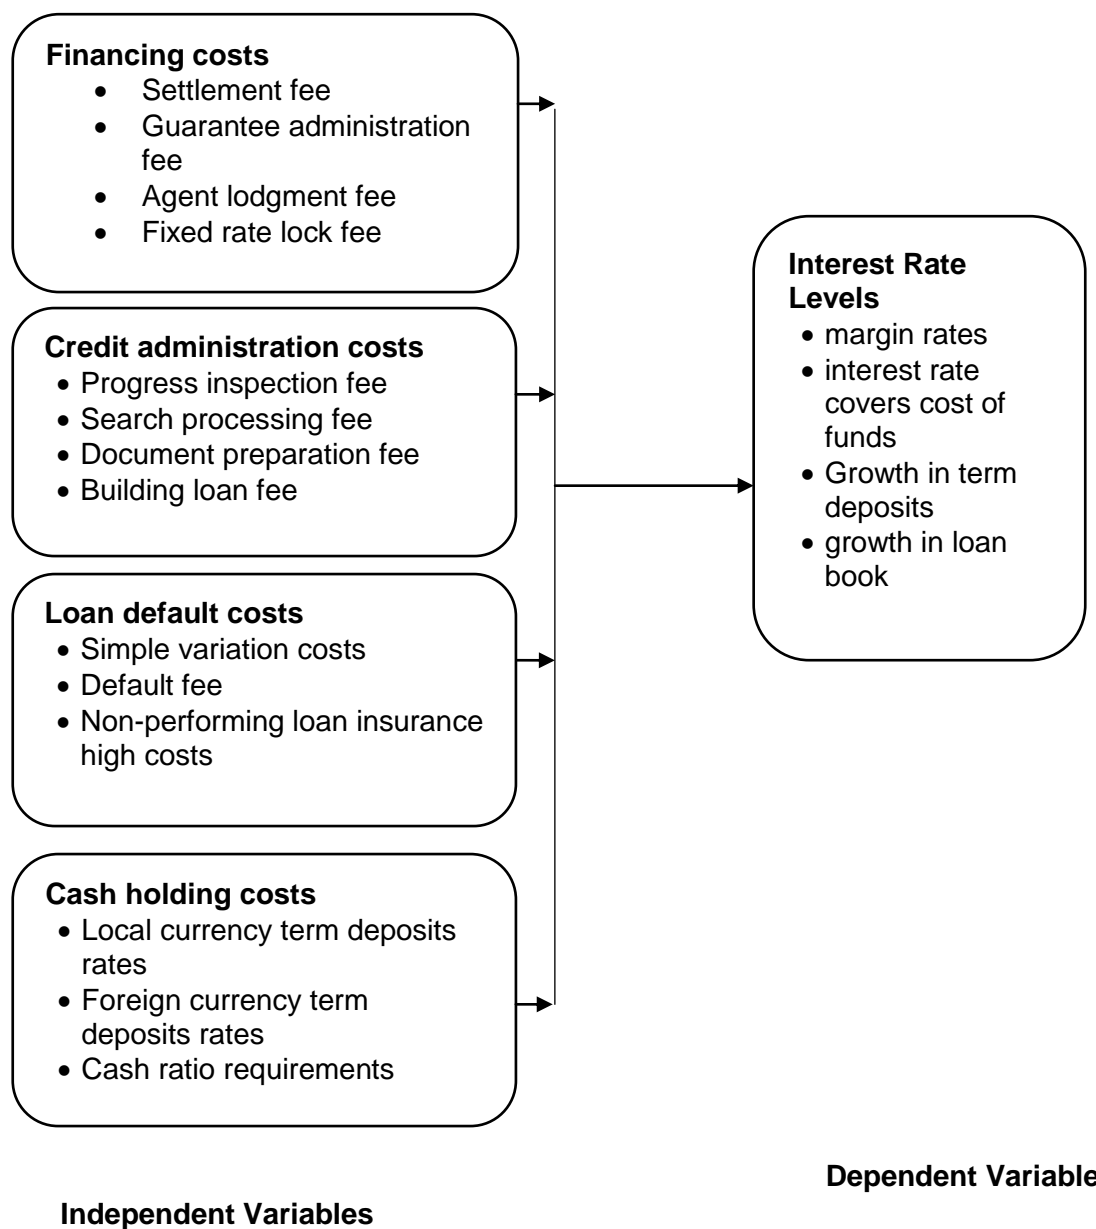 Financing costs
• Settlement fee
• Guarantee administration
fee
• Agent lodgment fee
• Fixed rate lock fee
Credit administration costs
• Progress inspection fee
• Search processing fee
• Document preparation fee
• Building loan fee
Loan default costs
• Simple variation costs
• Default fee
• Non-performing loan insurance
high costs
Cash holding costs
• Local currency term deposits
rates
• Foreign currency term
deposits rates
• Cash ratio requirements
Interest Rate
Levels
• margin rates
• interest rate
covers cost of
funds
• Growth in term
deposits
• growth in loan
book
Dependent Variable
Independent Variables